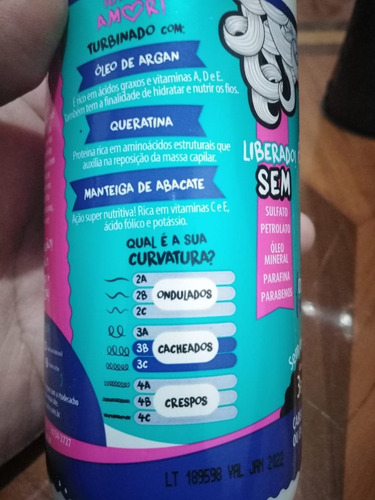 AMOR!
TURBINADO COM:
ÓLEO DE ARGAN
É rico em ácidos graxos e vitaminas A, D e E.
Também tem a finalidade de hidratar e nutrir os fios.
QUERATINA
Proteína rica em aminoácidos estruturais que
auxilia na reposição da massa capilar.
MANTEIGA DE ABACATE
Ação super nutritiva! Rica em vitaminas C e E,
ácido fólico e potássio.
QUAL É A SUA
CURVATURA?
2A
2B ONDULADOS
2C
3A
3B CACHEADOS
3C
4A
4B CRESPOS
4C
LIBERADO
SEM
SULFATO
PETROLATO
ÓLEO
MINERAL
PARAFINA
PARABENOS
LT 189598 VAL JAN 2022